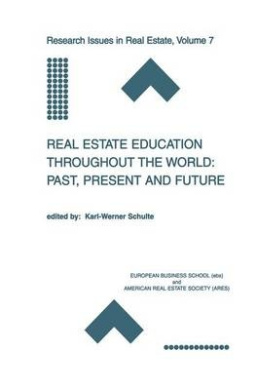 Research Issues in Real Estate, Volume 7
REAL ESTATE EDUCATION
THROUGHOUT THE WORLD:
PAST, PRESENT AND FUTURE
edited by: Karl-Werner Schulte
EUROPEAN BUSINESS SCHOOL (ebs)
and
AMERICAN REAL ESTATE SOCIETY (ARES)